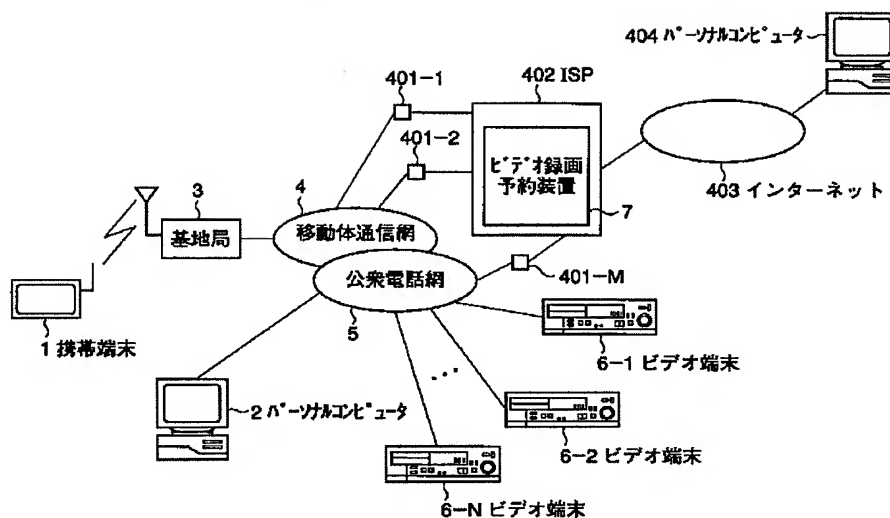 404 パーソナルコンピュータ
401-1
402 ISP
401-2
ビデオ録画
予約装置
7
403 インターネット
3
基地局
4
移動体通信網
公衆電話網
5
401-M
1 携帯端末
6-1 ビデオ端末
2 パーソナルコンピュータ
6-2 ビデオ端末
6-N ビデオ端末